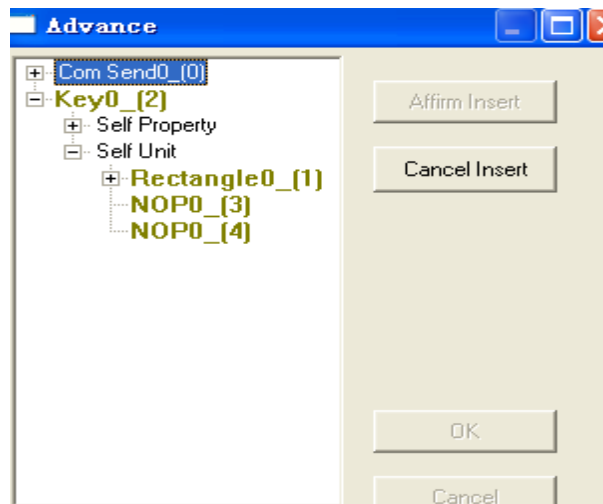 Advance
Com Send0_(0)
Key0_(2)
Self Property
Self Unit
Rectangle0_(1)
NOP0_(3)
NOP0_(4)
Affirm Insert
Cancel Insert
OK
Cancel